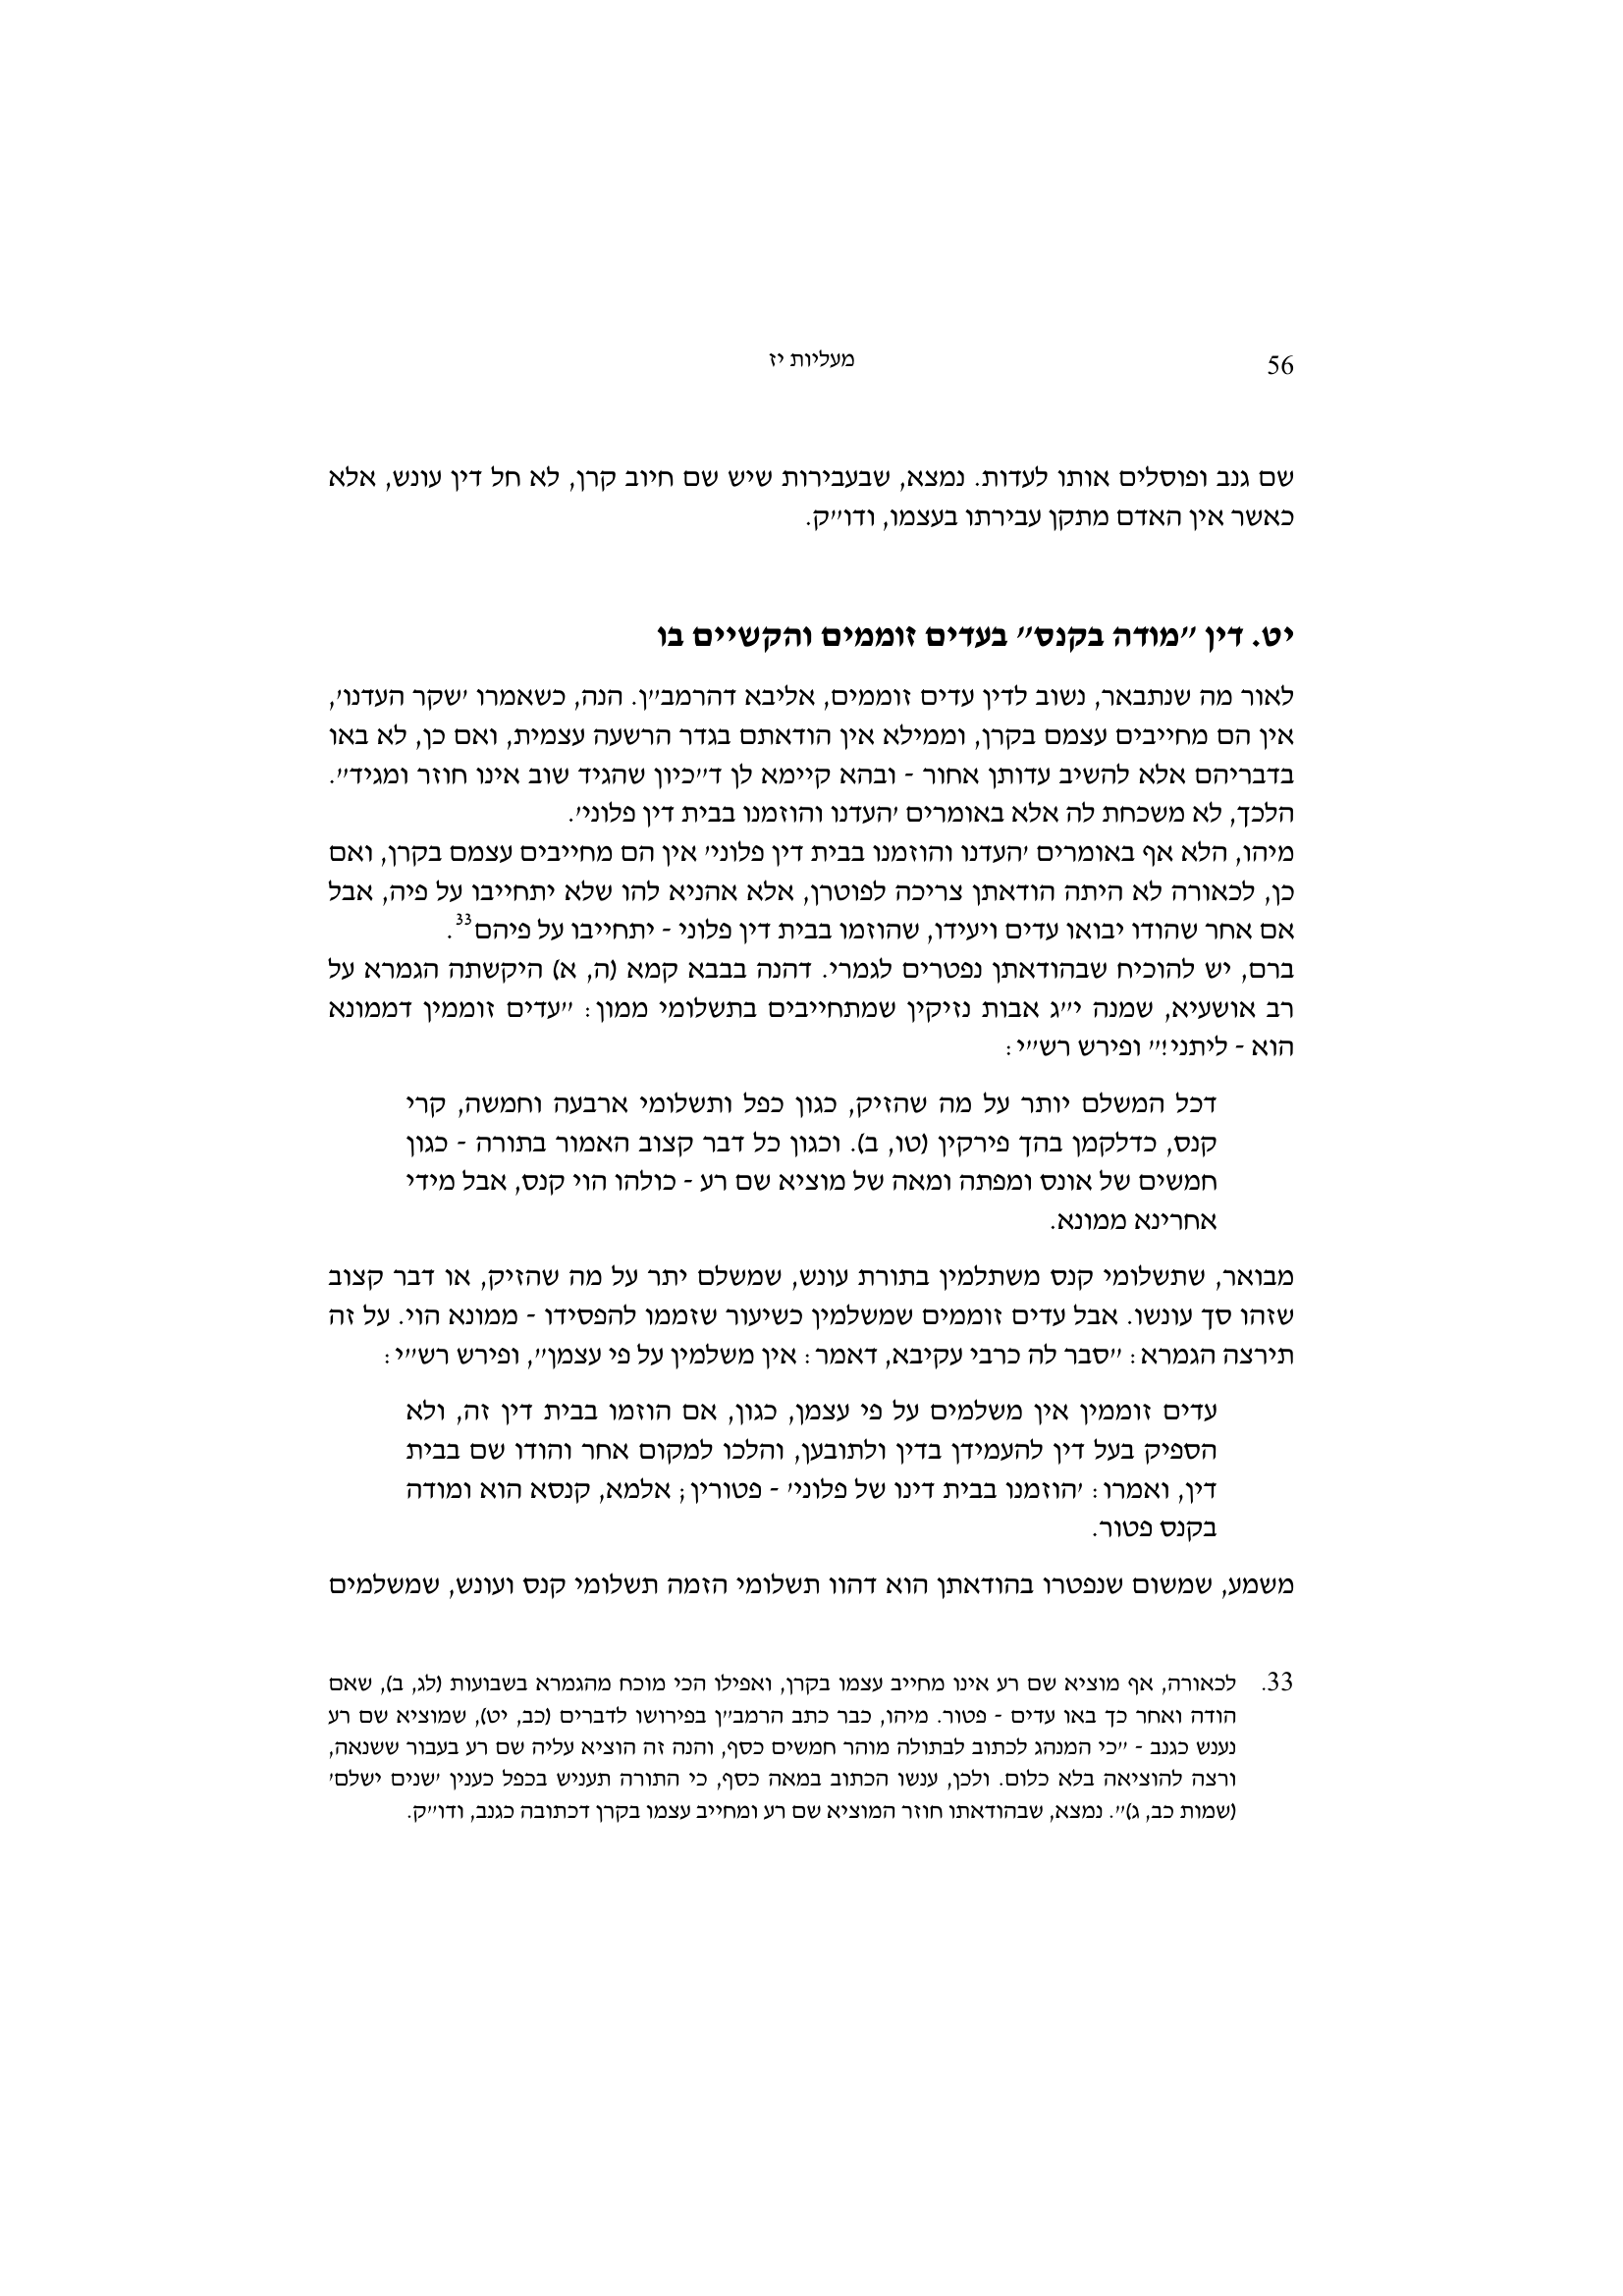 56
מעליות יז
שם גנב ופוסלים אותו לעדות. נמצא, שבעבירות שיש שם חיוב קרן, לא חל דין עונש, אלא
כאשר אין האדם מתקן עבירתו בעצמו, ודו״ק.
יט. דין ״מודה בקנס״ בעדים זוממים והקשיים בו
לאור מה שנתבאר, נשוב לדין עדים זוממים, אליבא דהרמב״ן. הנה, כשאמרו ׳שקר העדנו׳,
אין הם מחייבים עצמם בקרן, וממילא אין הודאתם בגדר הרשעה עצמית, ואם כן, לא באו
בדבריהם אלא להשיב עדותן אחור - ובהא קיימא לן ד״כיון שהגיד שוב אינו חוזר ומגיד״.
הלכך, לא משכחת לה אלא באומרים ׳העדנו והוזמנו בבית דין פלוני׳.
מיהו, הלא אף באומרים ׳העדנו והוזמנו בבית דין פלוני׳ אין הם מחייבים עצמם בקרן, ואם
כן, לכאורה לא היתה הודאתן צריכה לפוטרן, אלא אהניא להו שלא יתחייבו על פיה, אבל
אם אחר שהודו יבואו עדים ויעידו, שהוזמו בבית דין פלוני - יתחייבו על פיהם33.
ברם, יש להוכיח שבהודאתן נפטרים לגמרי. דהנה בבבא קמא (ה, א) היקשתה הגמרא על
רב אושעיא, שמנה י״ג אבות נזיקין שמתחייבים בתשלומי ממון: ״עדים זוממין דממונא
הוא - ליתני!״ ופירש רש״י:
דכל המשלם יותר על מה שהזיק, כגון כפל ותשלומי ארבעה וחמשה, קרי
קנס, כדלקמן בהך פירקין (טו, ב). וכגון כל דבר קצוב האמור בתורה - כגון
חמשים של אונס ומפתה ומאה של מוציא שם רע - כולהו הוי קנס, אבל מידי
אחרינא ממונא.
מבואר, שתשלומי קנס משתלמין בתורת עונש, שמשלם יתר על מה שהזיק, או דבר קצוב
שזהו סך עונשו. אבל עדים זוממים שמשלמין כשיעור שזממו להפסידו - ממונא הוי. על זה
תירצה הגמרא: ״סבר לה כרבי עקיבא, דאמר: אין משלמין על פי עצמן״, ופירש רש״י:
עדים זוממין אין משלמים על פי עצמן, כגון, אם הוזמו בבית דין זה, ולא
הספיק בעל דין להעמידן בדין ולתובען, והלכו למקום אחר והודו שם בבית
דין, ואמרו: ׳הוזמנו בבית דינו של פלוני׳ - פטורין; אלמא, קנסא הוא ומודה
בקנס פטור.
משמע, שמשום שנפטרו בהודאתן הוא דהוו תשלומי הזמה תשלומי קנס ועונש, שמשלמים
33. לכאורה, אף מוציא שם רע אינו מחייב עצמו בקרן, ואפילו הכי מוכח מהגמרא בשבועות (לג, ב), שאם
הודה ואחר כך באו עדים - פטור. מיהו, כבר כתב הרמב״ן בפירושו לדברים (כב, יט), שמוציא שם רע
נענש כגנב - ״כי המנהג לכתוב לבתולה מוהר חמשים כסף, והנה זה הוציא עליה שם רע בעבור ששנאה,
ורצה להוציאה בלא כלום. ולכן, ענשו הכתוב במאה כסף, כי התורה תעניש בכפל כענין ׳שנים ישלם׳
(שמות כב, ג)״. נמצא, שבהודאתו חוזר המוציא שם רע ומחייב עצמו בקרן דכתובה כגנב, ודו״ק.